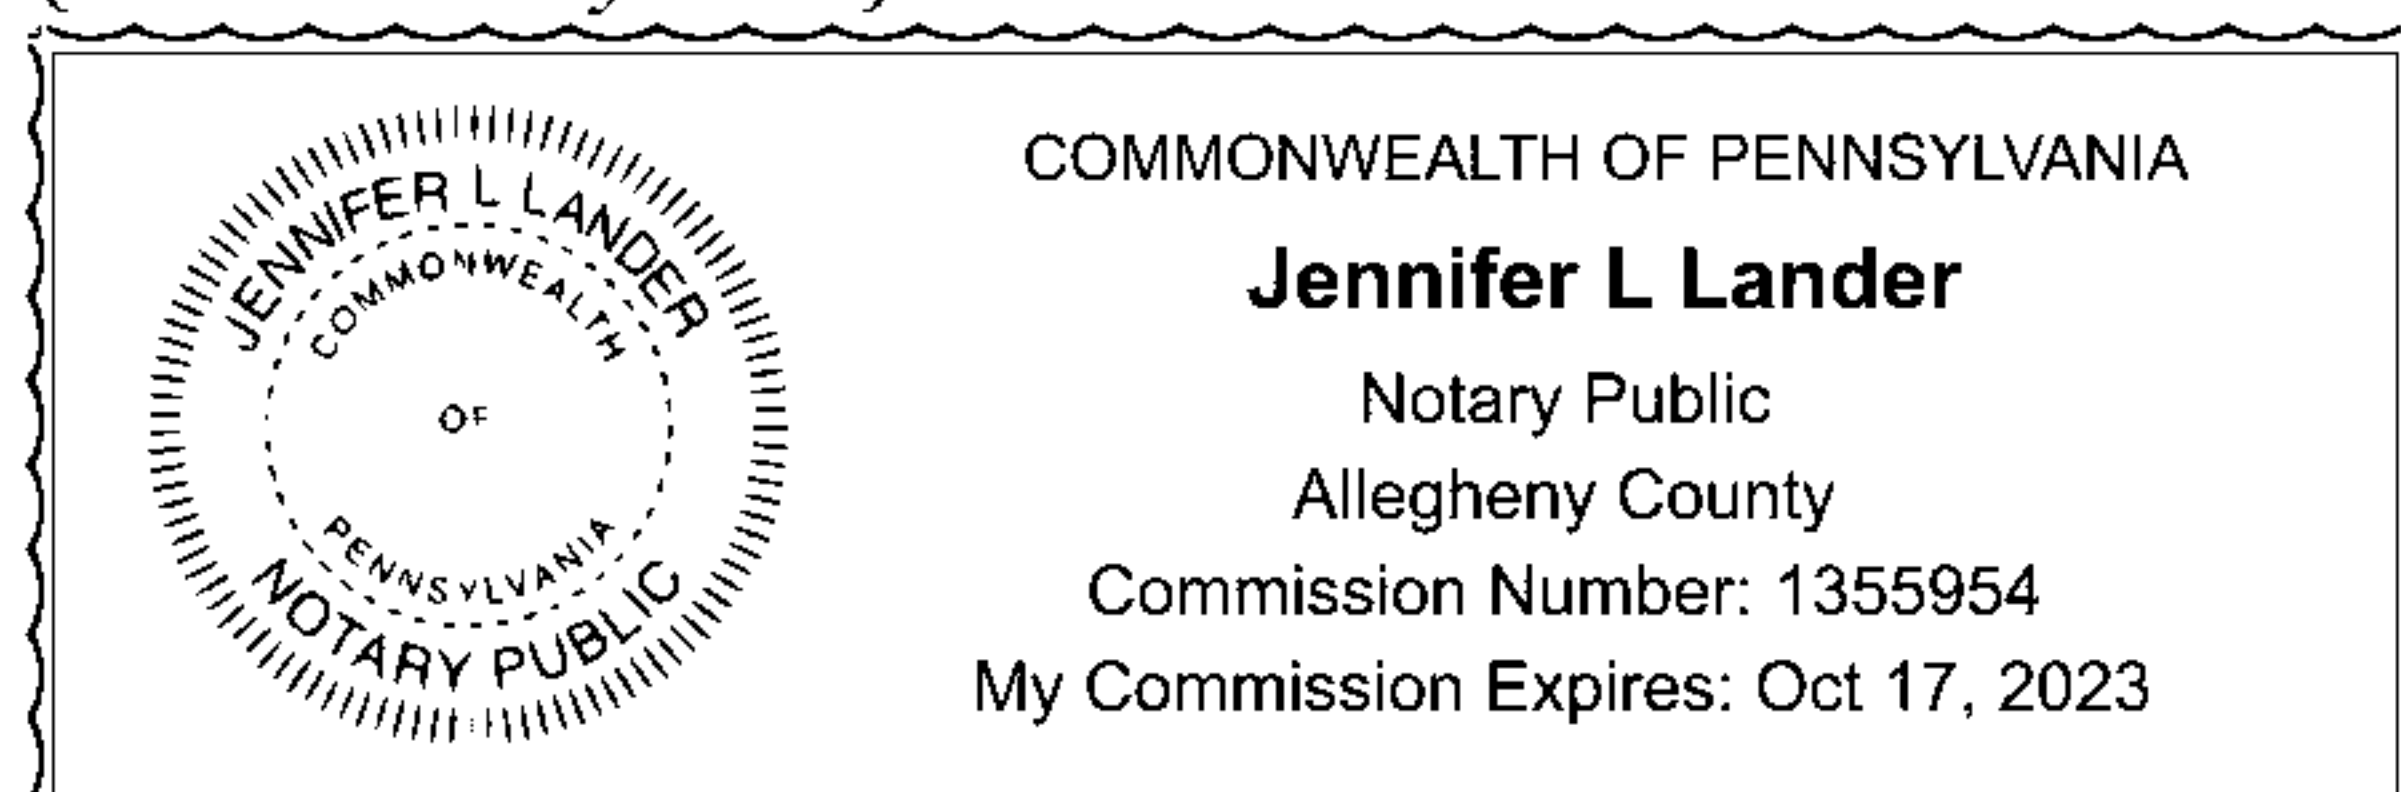 JENNIFER L LANDER
COMMONWEALTH
OF
PENNSYLVANIA
NOTARY PUBLIC
COMMONWEALTH OF PENNSYLVANIA
Jennifer L Lander
Notary Public
Allegheny County
Commission Number: 1355954
My Commission Expires: Oct 17, 2023